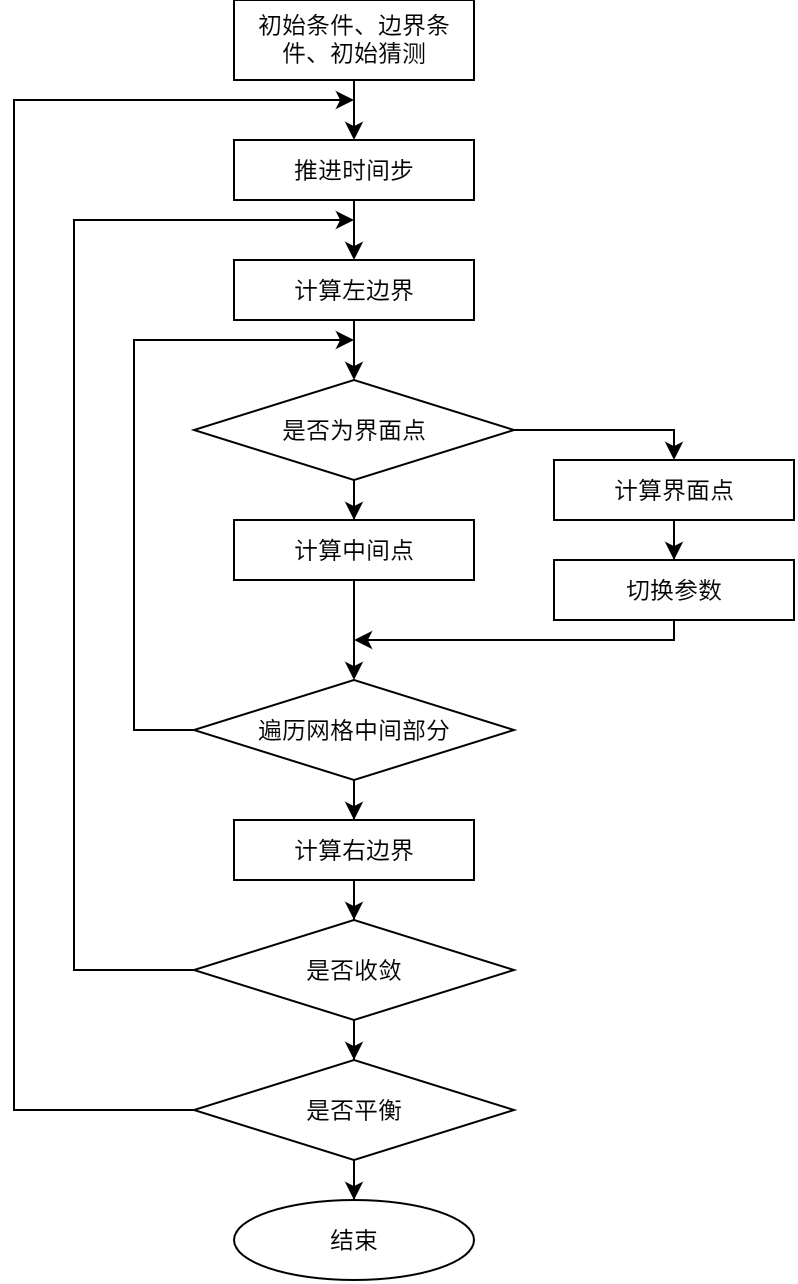 初始条件、边界条
件、初始猜测
推进时间步
计算左边界
是否为界面点
计算界面点
计算中间点
切换参数
遍历网格中间部分
计算右边界
是否收敛
是否平衡
结束